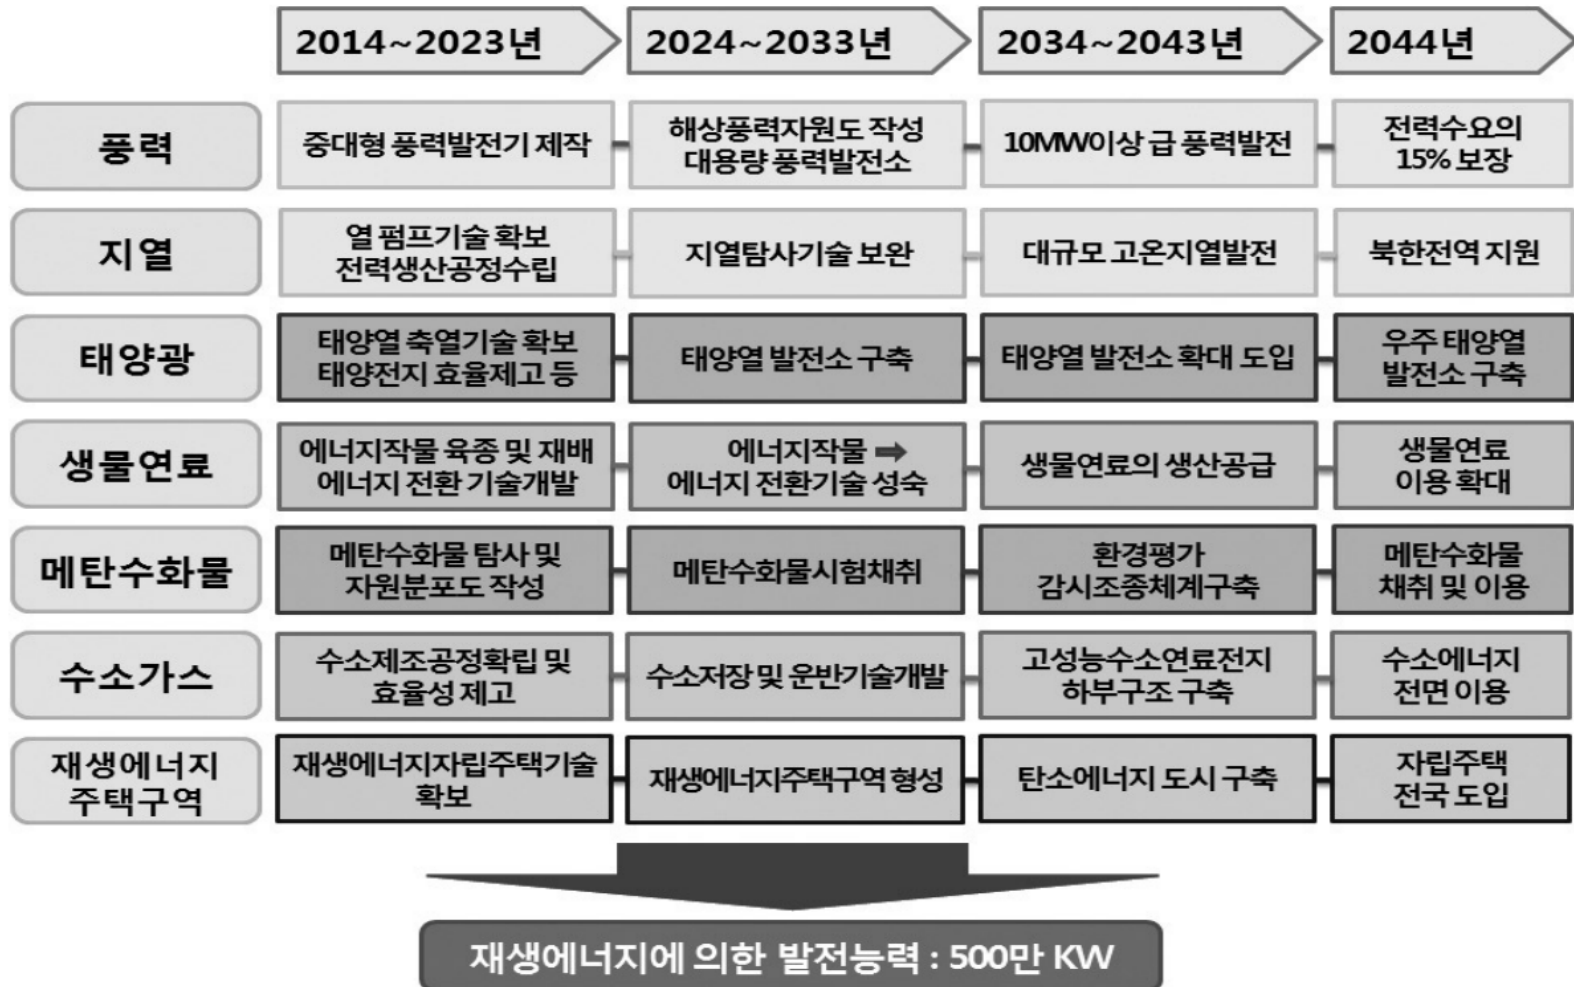 2014~2023년
2024~2033년
2034~2043년
2044년
풍력
중대형 풍력발전기 제작
해상풍력자원도 작성
대용량 풍력발전소
10MW이상 급 풍력발전
전력수요의
15% 보장
지열
열 펌프기술 확보
전력생산공정수립
지열탐사기술 보완
대규모 고온지열발전
북한전역 지원
태양광
태양열 축열기술 확보
태양전지 효율제고 등
태양열 발전소 구축
태양열 발전소 확대 도입
우주 태양열
발전소 구축
생물연료
에너지작물 육종 및 재배
에너지 전환 기술개발
에너지작물 ➡
에너지 전환기술 성숙
생물연료의 생산공급
생물연료
이용 확대
메탄수화물
메탄수화물 탐사 및
자원분포도 작성
메탄수화물시험채취
환경평가
감시조종체계구축
메탄수화물
채취 및 이용
수소가스
수소제조공정확립 및
효율성 제고
수소저장 및 운반기술개발
고성능수소연료전지
하부구조 구축
수소에너지
전면 이용
재생에너지
주택구역
재생에너지자립주택기술
확보
재생에너지주택구역 형성
탄소에너지 도시 구축
자립주택
전국 도입
재생에너지에 의한 발전능력 : 500만 KW